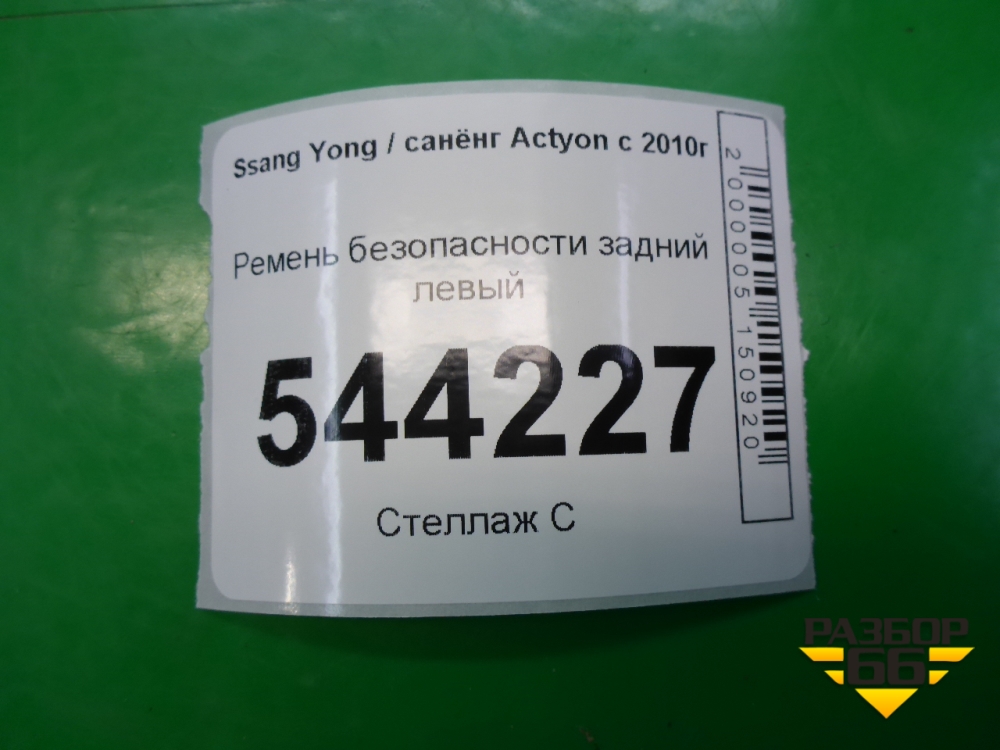 Ssang Yong / санёнг Actyon с 2010г
Ремень безопасности задний
левый
544227
Стеллаж С
2000005150920
РАЗБОР
66